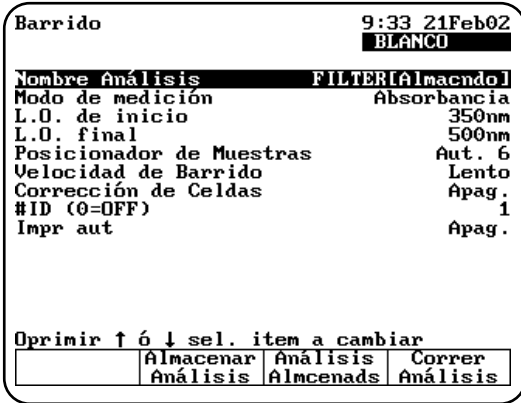 Barrido 9:33 21Feb02
BLANCO
Nombre Análisis FILTER[Almacndo]
Modo de medición Absorbancia
L.O. de inicio 350nm
L.O. final 500nm
Posicionador de Muestras Aut. 6
Velocidad de Barrido Lento
Corrección de Celdas Apag.
#ID (0=OFF) 1
Impr aut Apag.
Oprimir ↑ ó ↓ sel. item a cambiar
Almacenar Análisis Correr
Análisis Almcenads Análisis